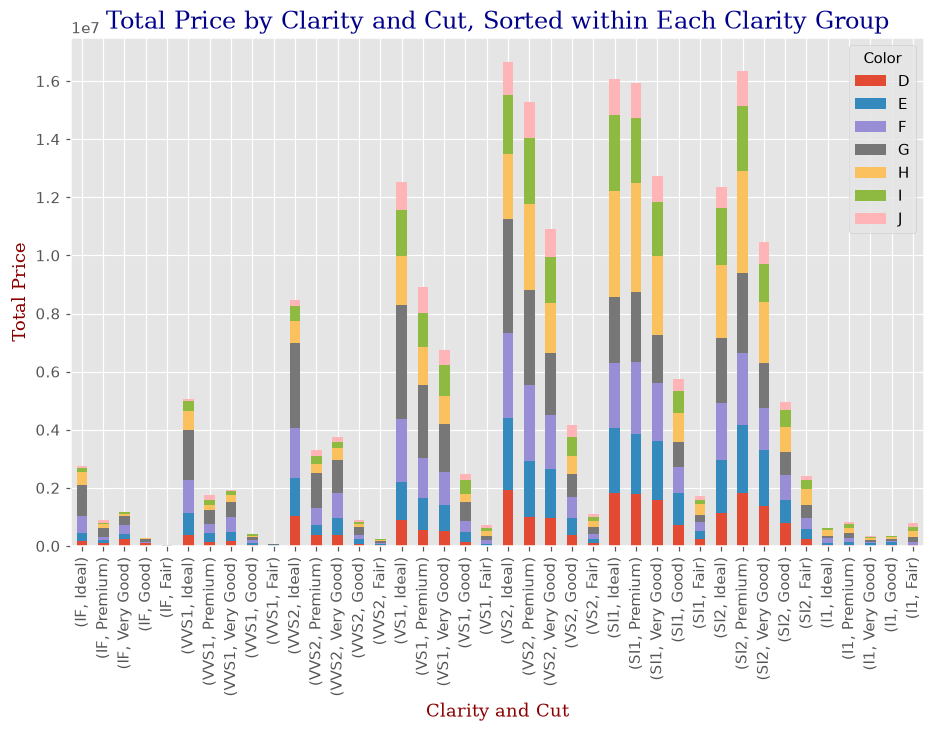 Total Price by Clarity and Cut, Sorted within Each Clarity Group
1e7
1.6
1.4
1.2
1.0
0.8
0.6
0.4
0.2
0.0
Total Price
Color
D
E
F
G
H
I
J
(IF, Ideal)
(IF, Premium)
(IF, Very Good)
(IF, Good)
(IF, Fair)
(VVS1, Ideal)
(VVS1, Premium)
(VVS1, Very Good)
(VVS1, Good)
(VVS1, Fair)
(VVS2, Ideal)
(VVS2, Premium)
(VVS2, Very Good)
(VVS2, Good)
(VVS2, Fair)
(VS1, Ideal)
(VS1, Premium)
(VS1, Very Good)
(VS1, Good)
(VS1, Fair)
(VS2, Ideal)
(VS2, Premium)
(VS2, Very Good)
(VS2, Good)
(VS2, Fair)
(SI1, Ideal)
(SI1, Premium)
(SI1, Very Good)
(SI1, Good)
(SI1, Fair)
(SI2, Ideal)
(SI2, Premium)
(SI2, Very Good)
(SI2, Good)
(SI2, Fair)
(I1, Ideal)
(I1, Premium)
(I1, Very Good)
(I1, Good)
(I1, Fair)
Clarity and Cut